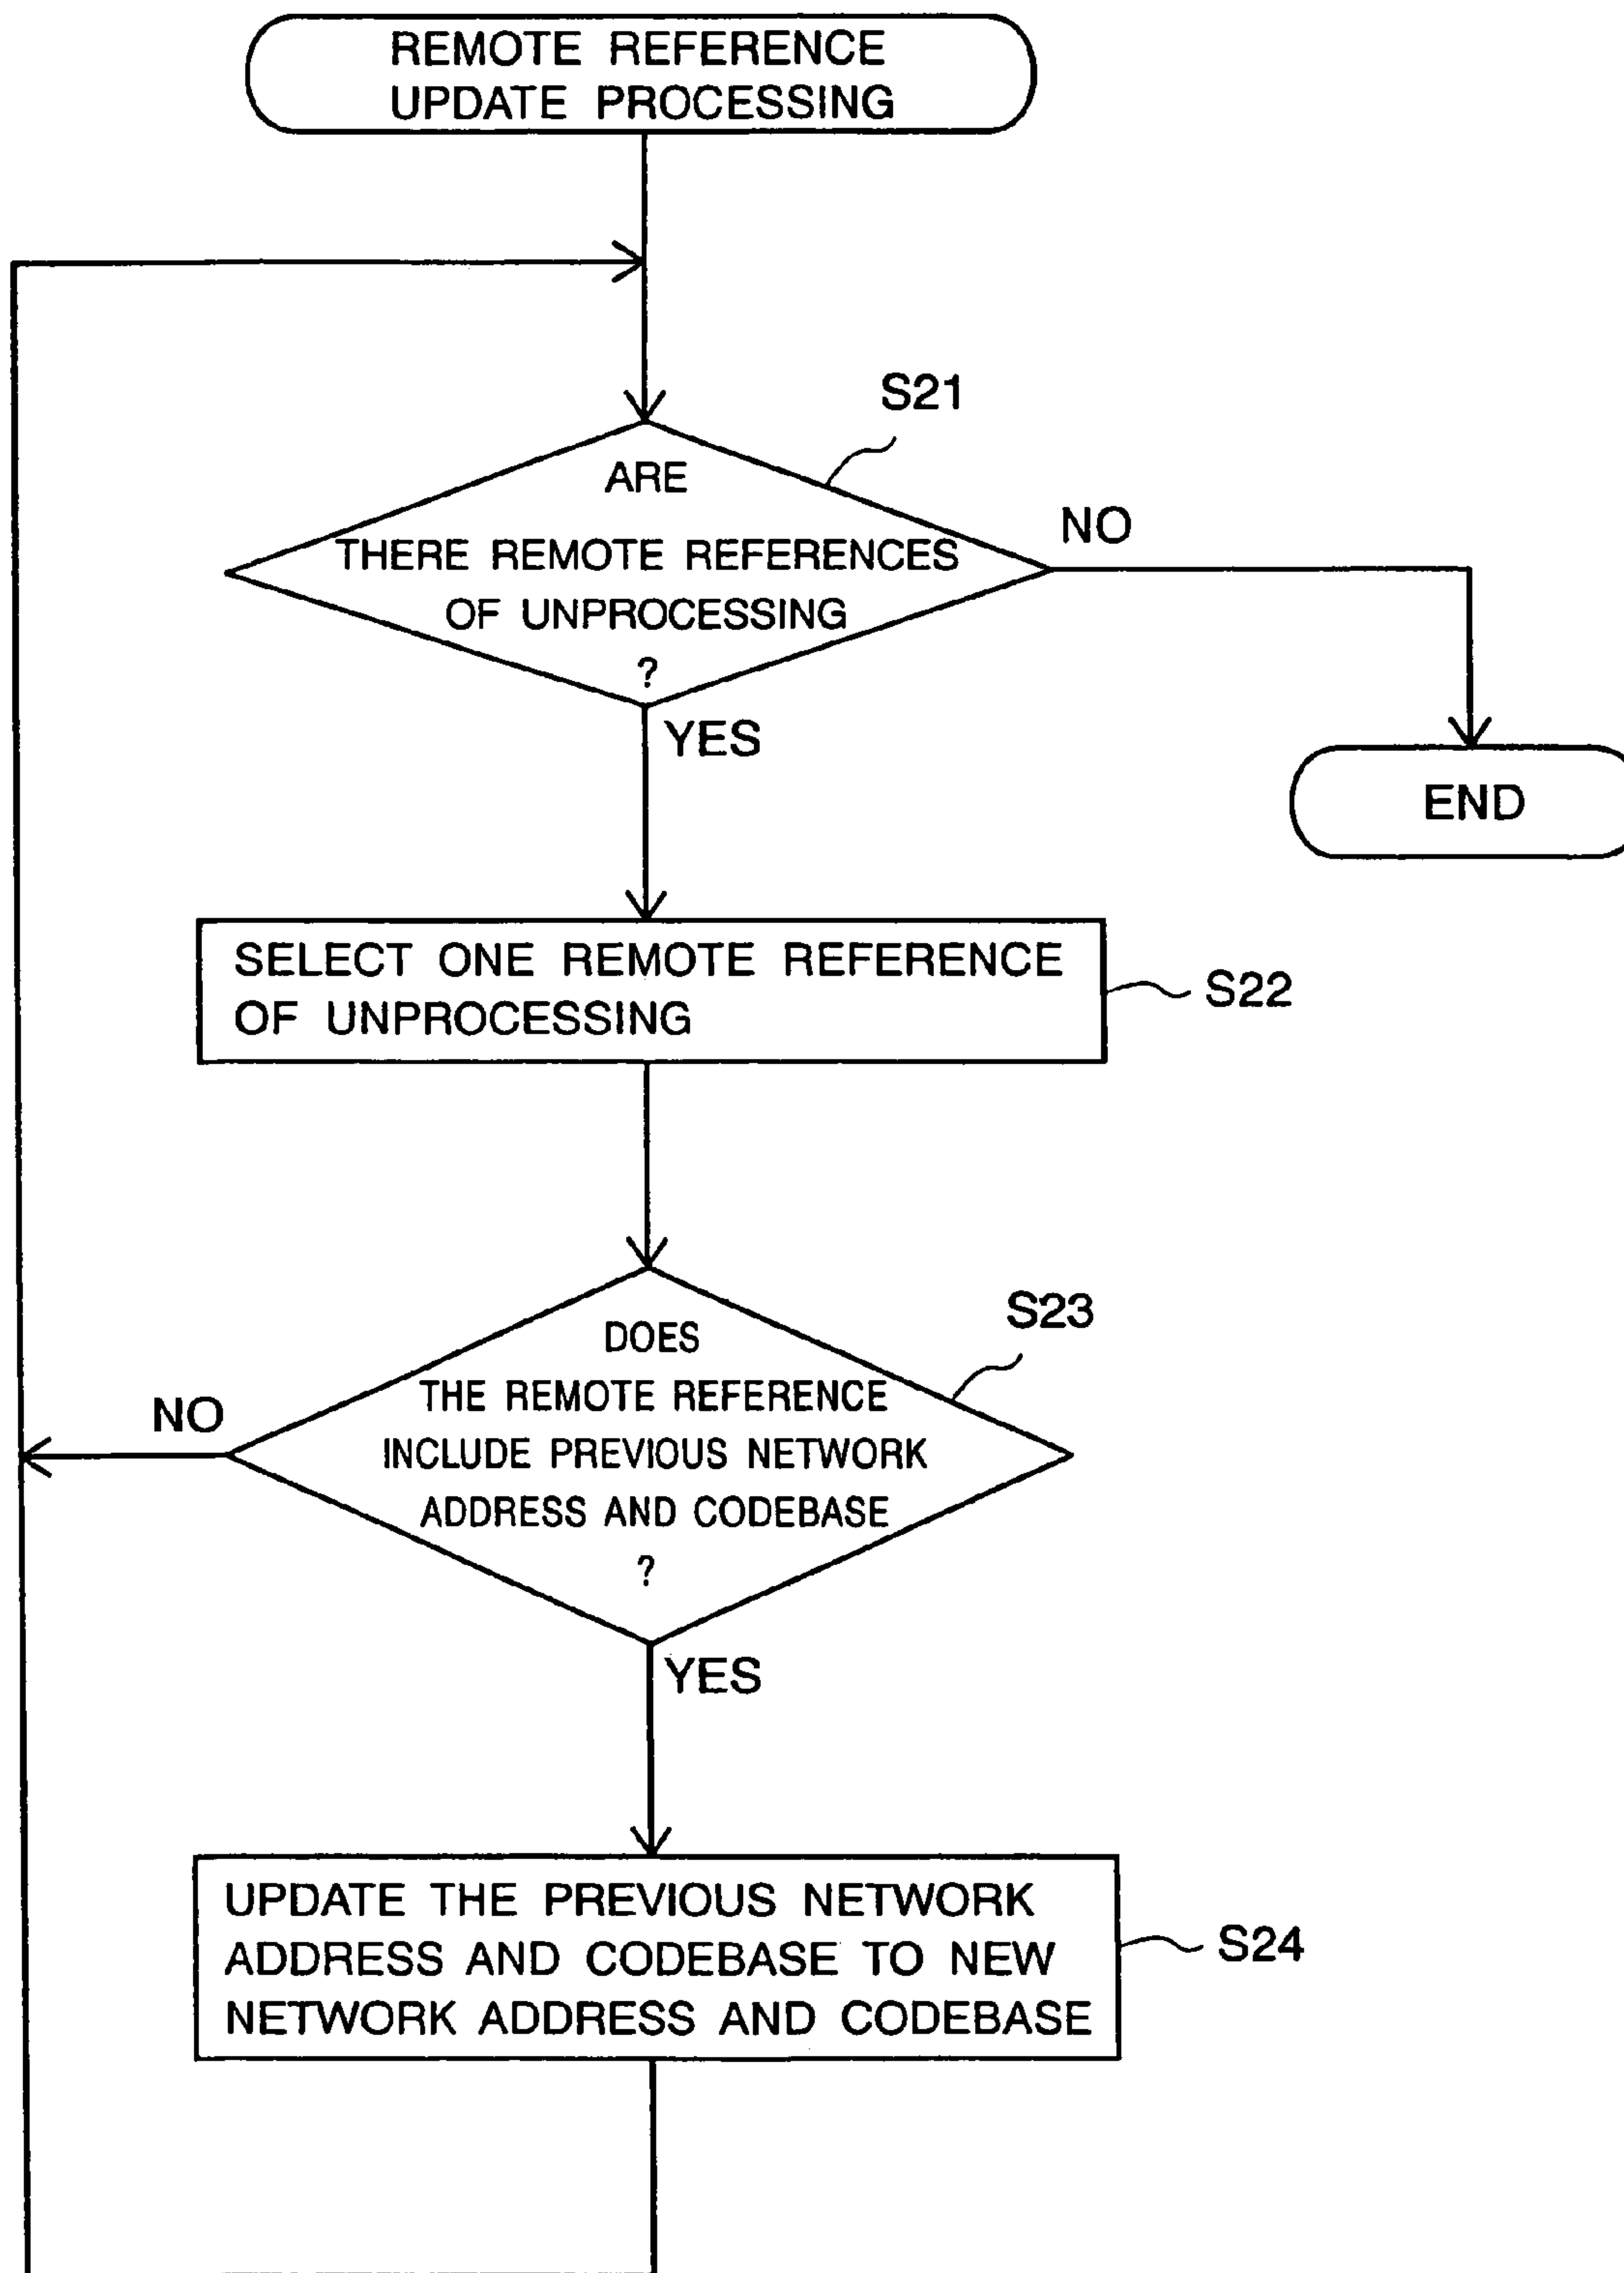 REMOTE REFERENCE
UPDATE PROCESSING
S21
ARE
THERE REMOTE REFERENCES
OF UNPROCESSING
?
NO
YES
END
SELECT ONE REMOTE REFERENCE
OF UNPROCESSING
S22
S23
DOES
THE REMOTE REFERENCE
INCLUDE PREVIOUS NETWORK
ADDRESS AND CODEBASE
?
NO
YES
UPDATE THE PREVIOUS NETWORK
ADDRESS AND CODEBASE TO NEW
NETWORK ADDRESS AND CODEBASE
S24